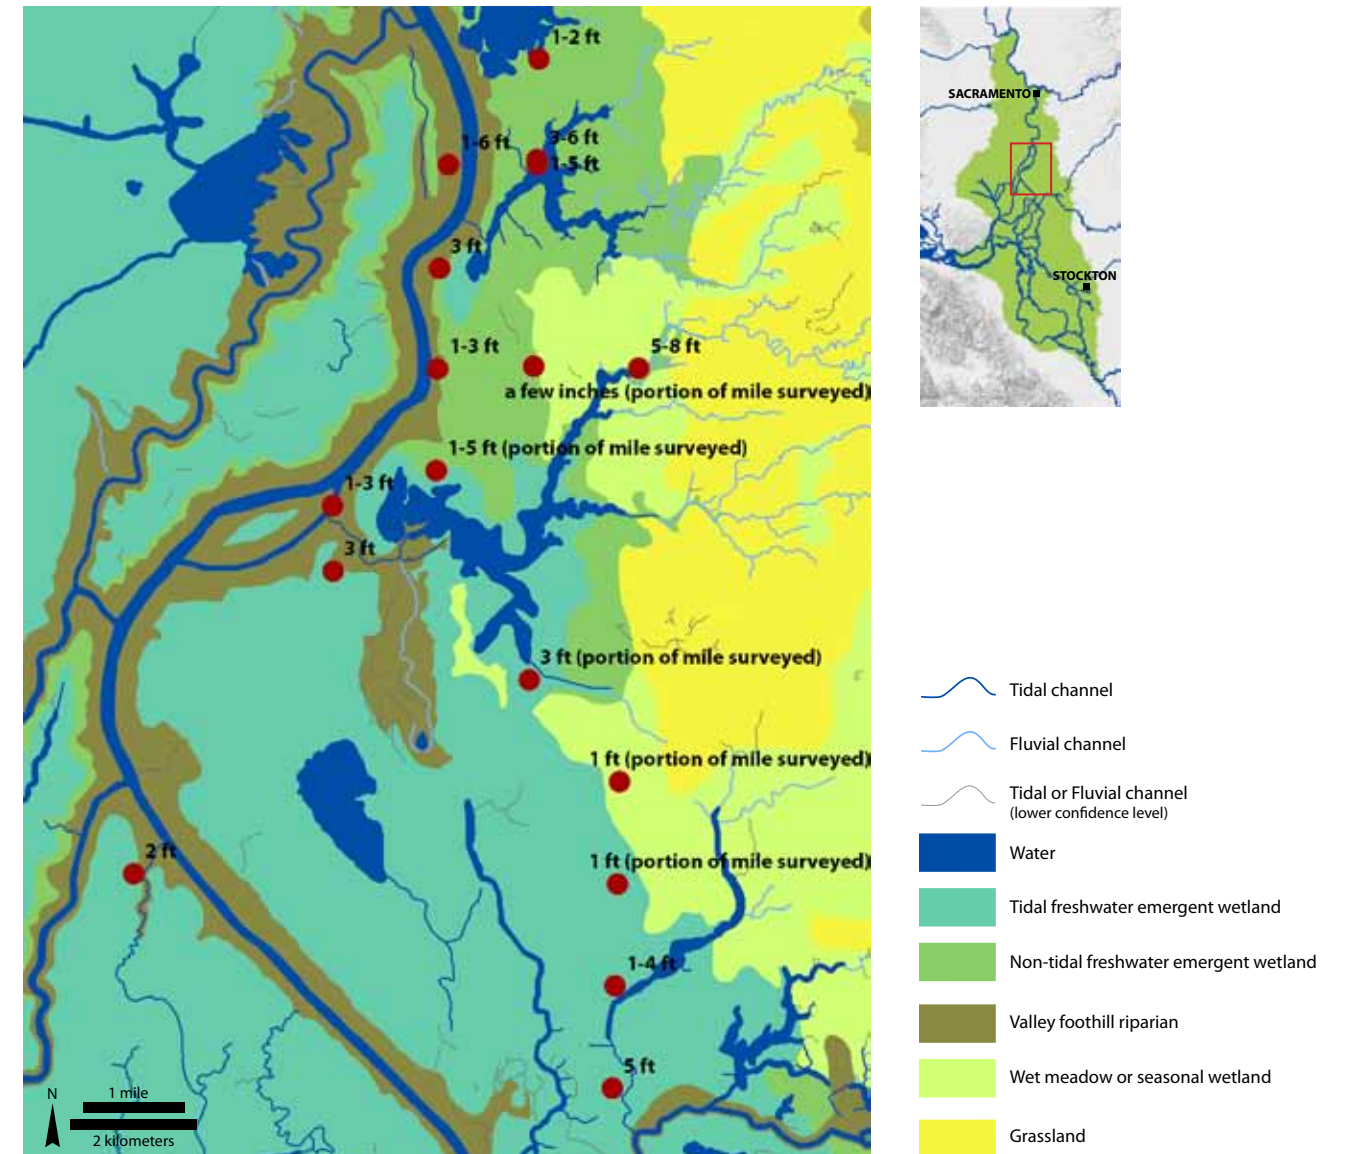 1-2 ft
1-6 ft
3-6 ft
1-5 ft
3 ft
1-3 ft
5-8 ft
a few inches (portion of mile surveyed)
1-5 ft (portion of mile surveyed)
1-3 ft
3 ft
3 ft (portion of mile surveyed)
1 ft (portion of mile surveyed)
2 ft
1 ft (portion of mile surveyed)
1-4 ft
5 ft
N
1 mile
2 kilometers
SACRAMENTO
STOCKTON
Tidal channel
Fluvial channel
Tidal or Fluvial channel
(lower confidence level)
Water
Tidal freshwater emergent wetland
Non-tidal freshwater emergent wetland
Valley foothill riparian
Wet meadow or seasonal wetland
Grassland